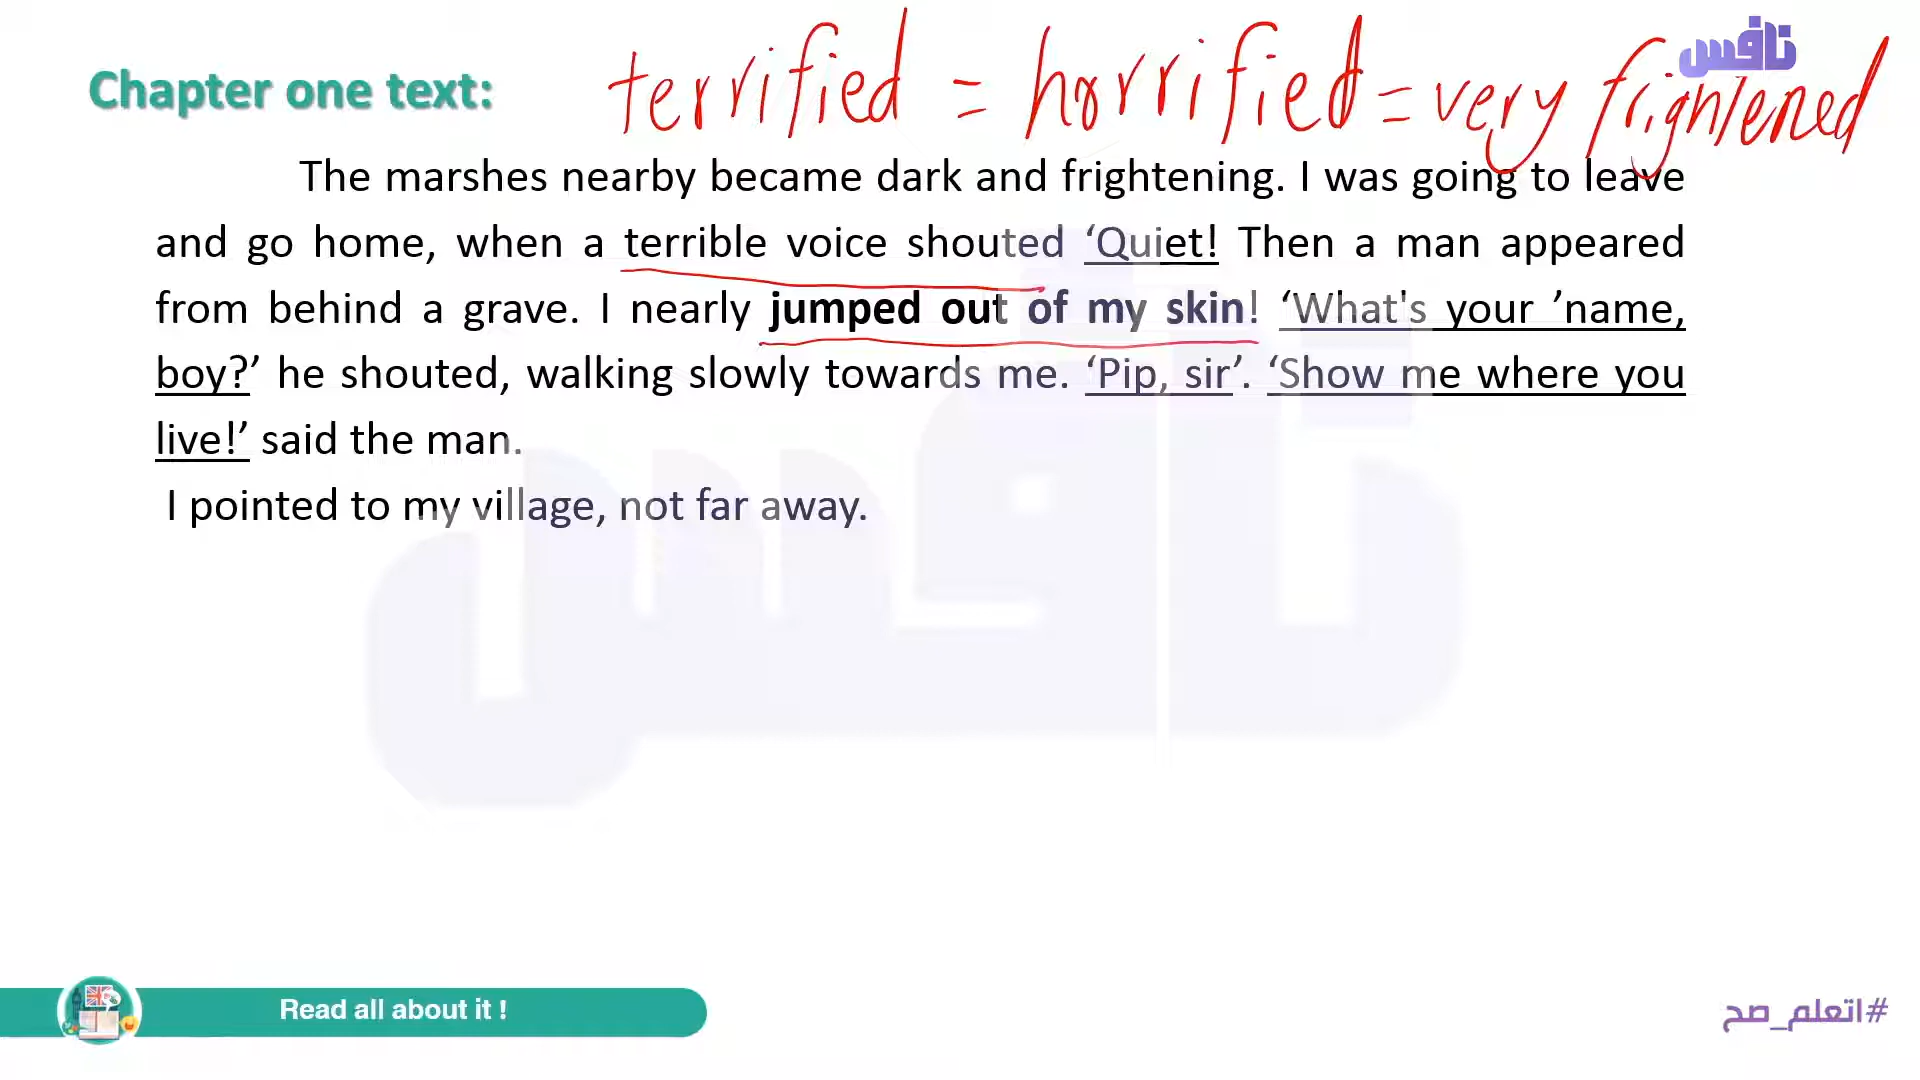 terrified = horrified = very frightened
نافس
Chapter one text:
The marshes nearby became dark and frightening. I was going to leave
and go home, when a terrible voice shouted ‘Quiet! Then a man appeared
from behind a grave. I nearly jumped out of my skin! ‘What's your ’name,
boy?’ he shouted, walking slowly towards me. ‘Pip, sir’. ‘Show me where you
live!’ said the man.
I pointed to my village, not far away.
نافس
Read all about it !
#اتعلم_صح